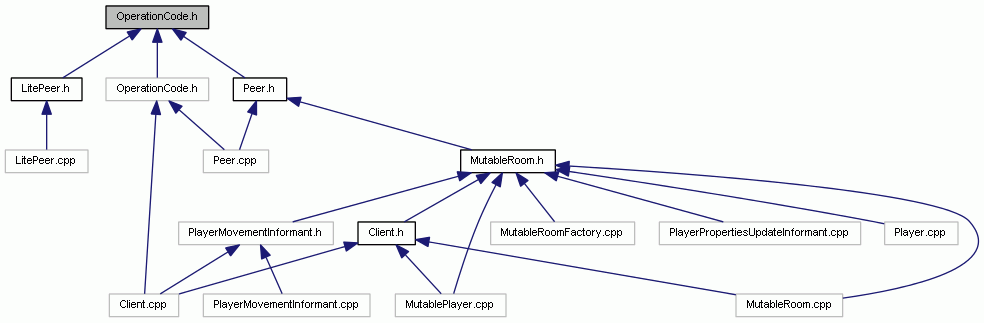 OperationCode.h
LitePeer.h
OperationCode.h
Peer.h
LitePeer.cpp
Peer.cpp
MutableRoom.h
PlayerMovementInformant.h
Client.h
MutableRoomFactory.cpp
PlayerPropertiesUpdateInformant.cpp
Player.cpp
Client.cpp
PlayerMovementInformant.cpp
MutablePlayer.cpp
MutableRoom.cpp